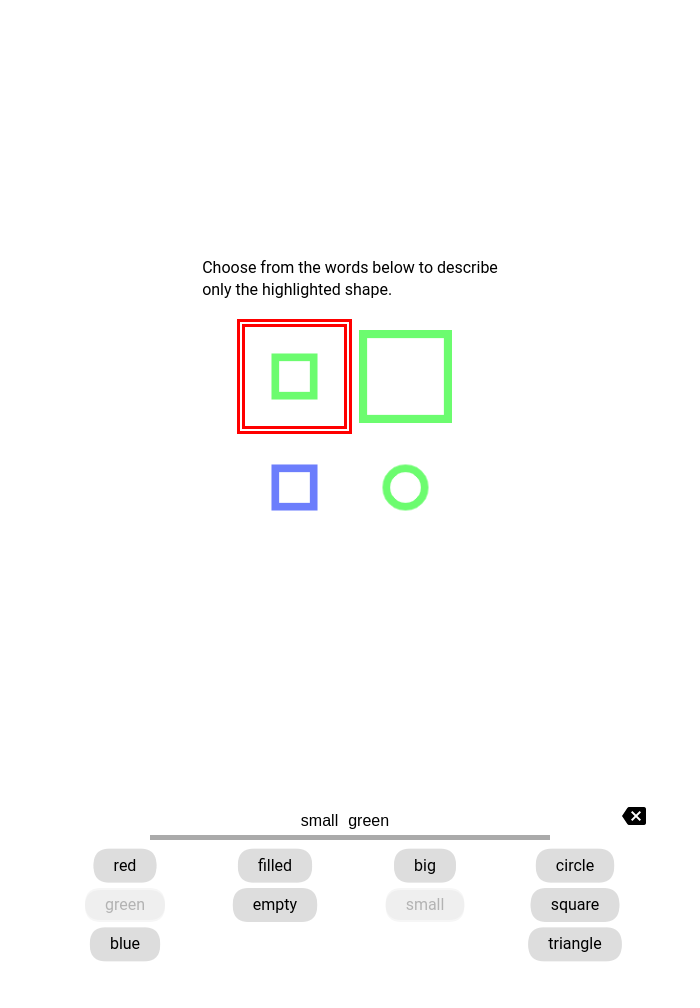 Choose from the words below to describe
only the highlighted shape.
small green
red filled big circle
green empty small square
blue triangle